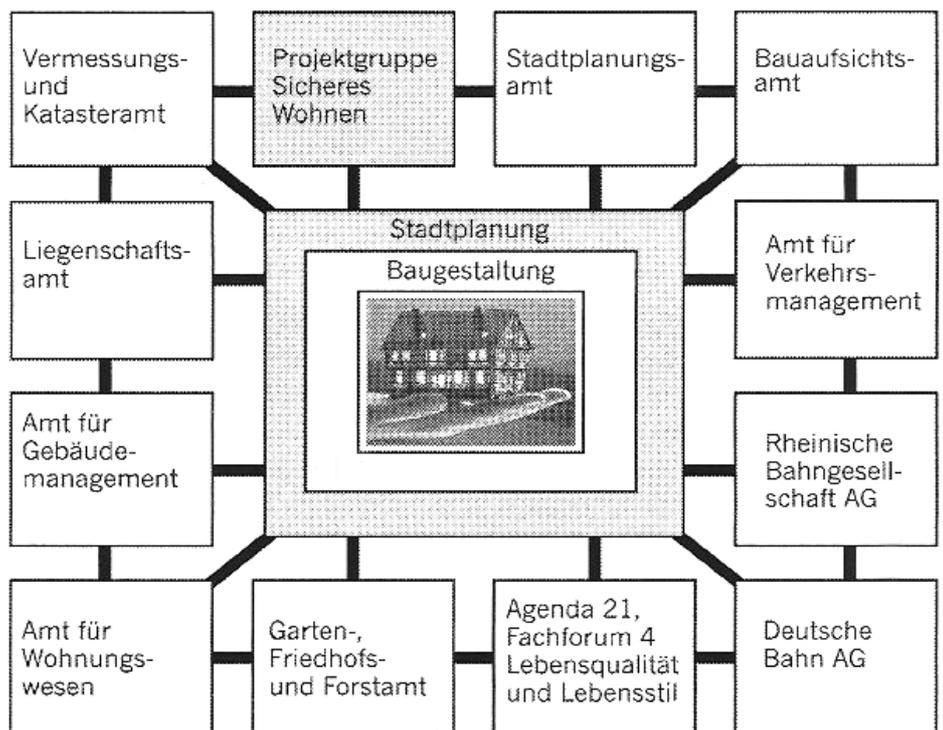 Vermessungs-
und
Katasteramt
Projektgruppe
Sicheres
Wohnen
Stadtplanungs-
amt
Bauaufsichts-
amt
Liegenschafts-
amt
Stadtplanung
Baugestaltung
Amt für
Verkehrs-
management
Amt für
Gebäude-
management
Rheinische
Bahngesell-
schaft AG
Amt für
Wohnungs-
wesen
Garten-,
Friedhofs-
und Forstamt
Agenda 21,
Fachforum 4
Lebensqualität
und Lebensstil
Deutsche
Bahn AG